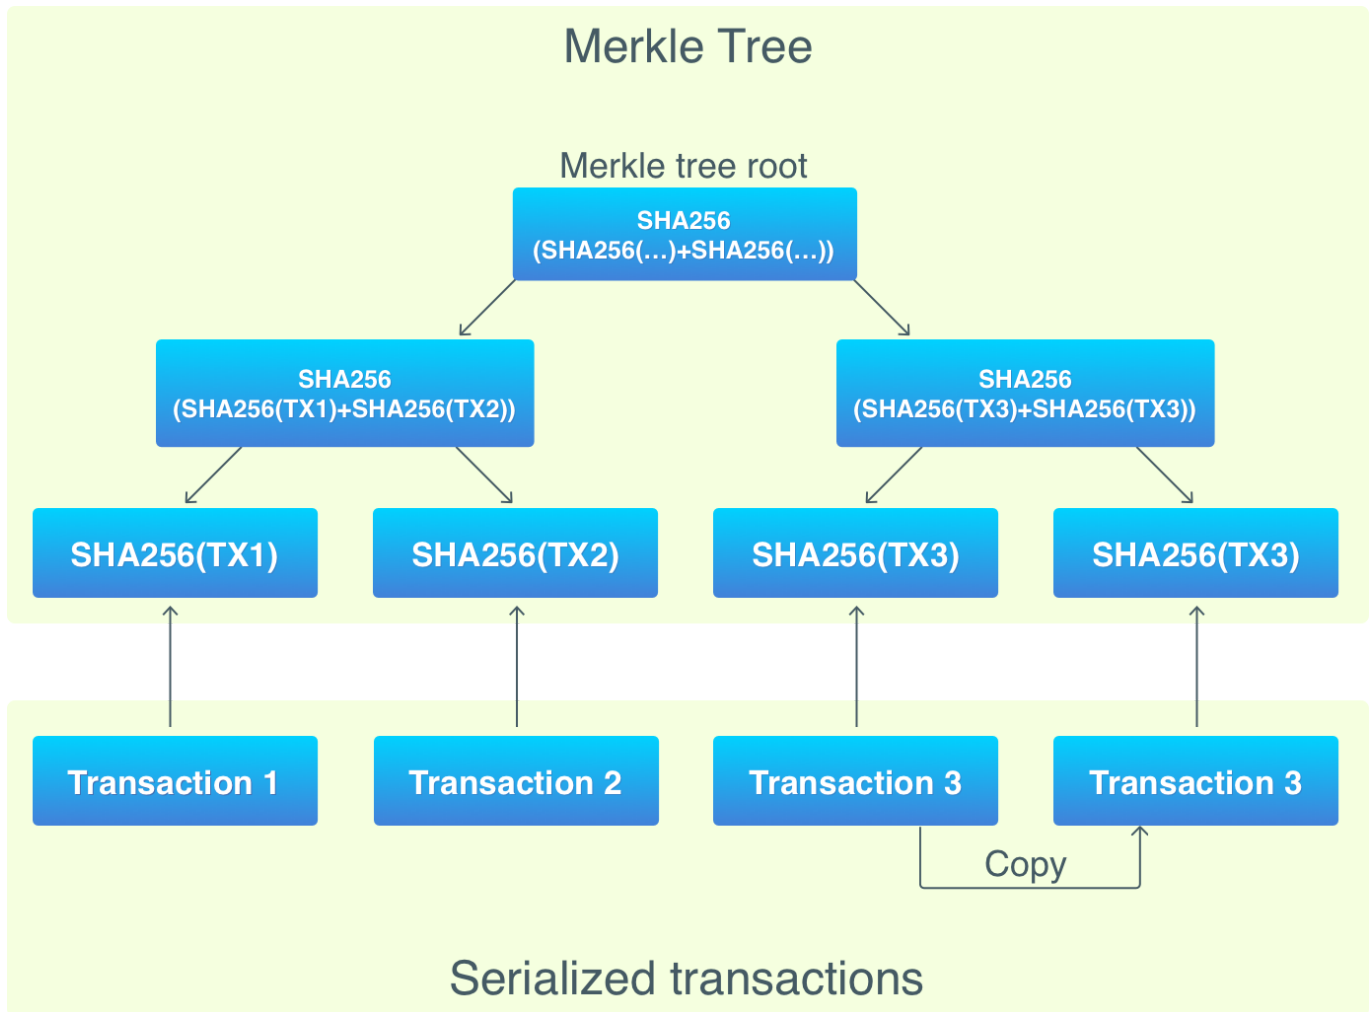 Merkle Tree
Merkle tree root
SHA256
(SHA256(...)+SHA256(...))
SHA256
(SHA256(TX1)+SHA256(TX2))
SHA256
(SHA256(TX3)+SHA256(TX3))
SHA256(TX1)
SHA256(TX2)
SHA256(TX3)
SHA256(TX3)
Transaction 1
Transaction 2
Transaction 3
Transaction 3
Copy
Serialized transactions